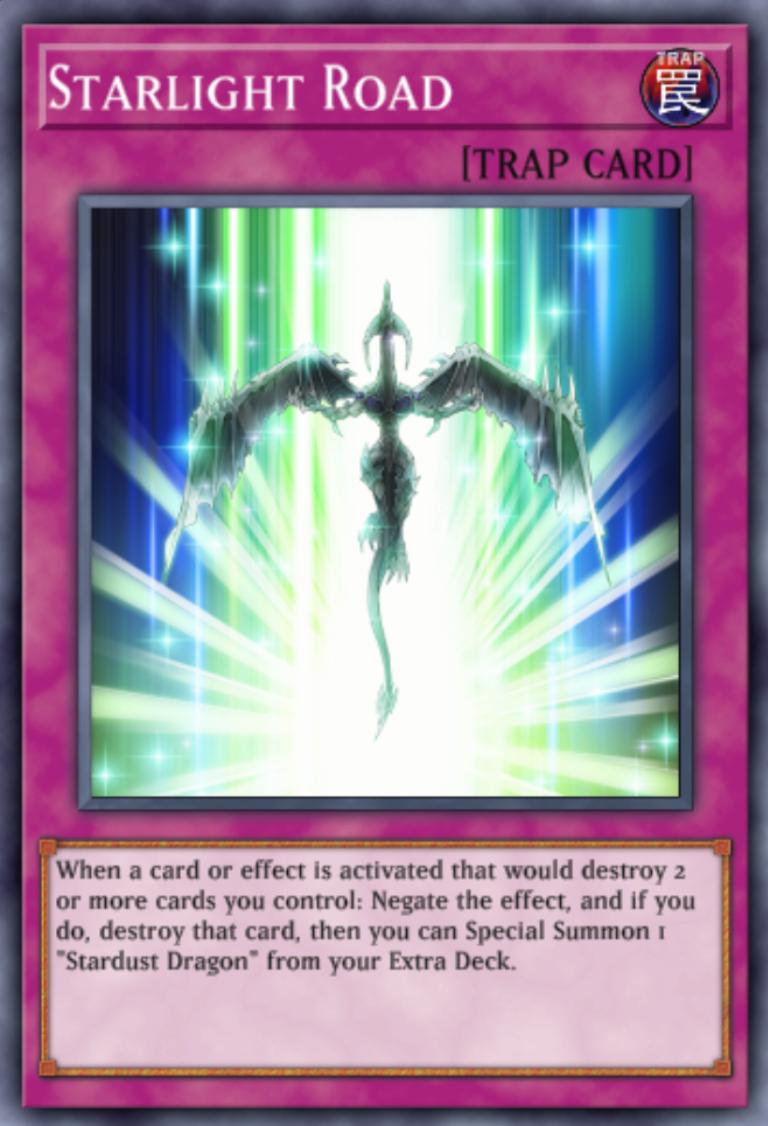 STARLIGHT ROAD
TRAP
罠
[TRAP CARD]
When a card or effect is activated that would destroy 2
or more cards you control: Negate the effect, and if you
do, destroy that card, then you can Special Summon 1
"Stardust Dragon" from your Extra Deck.